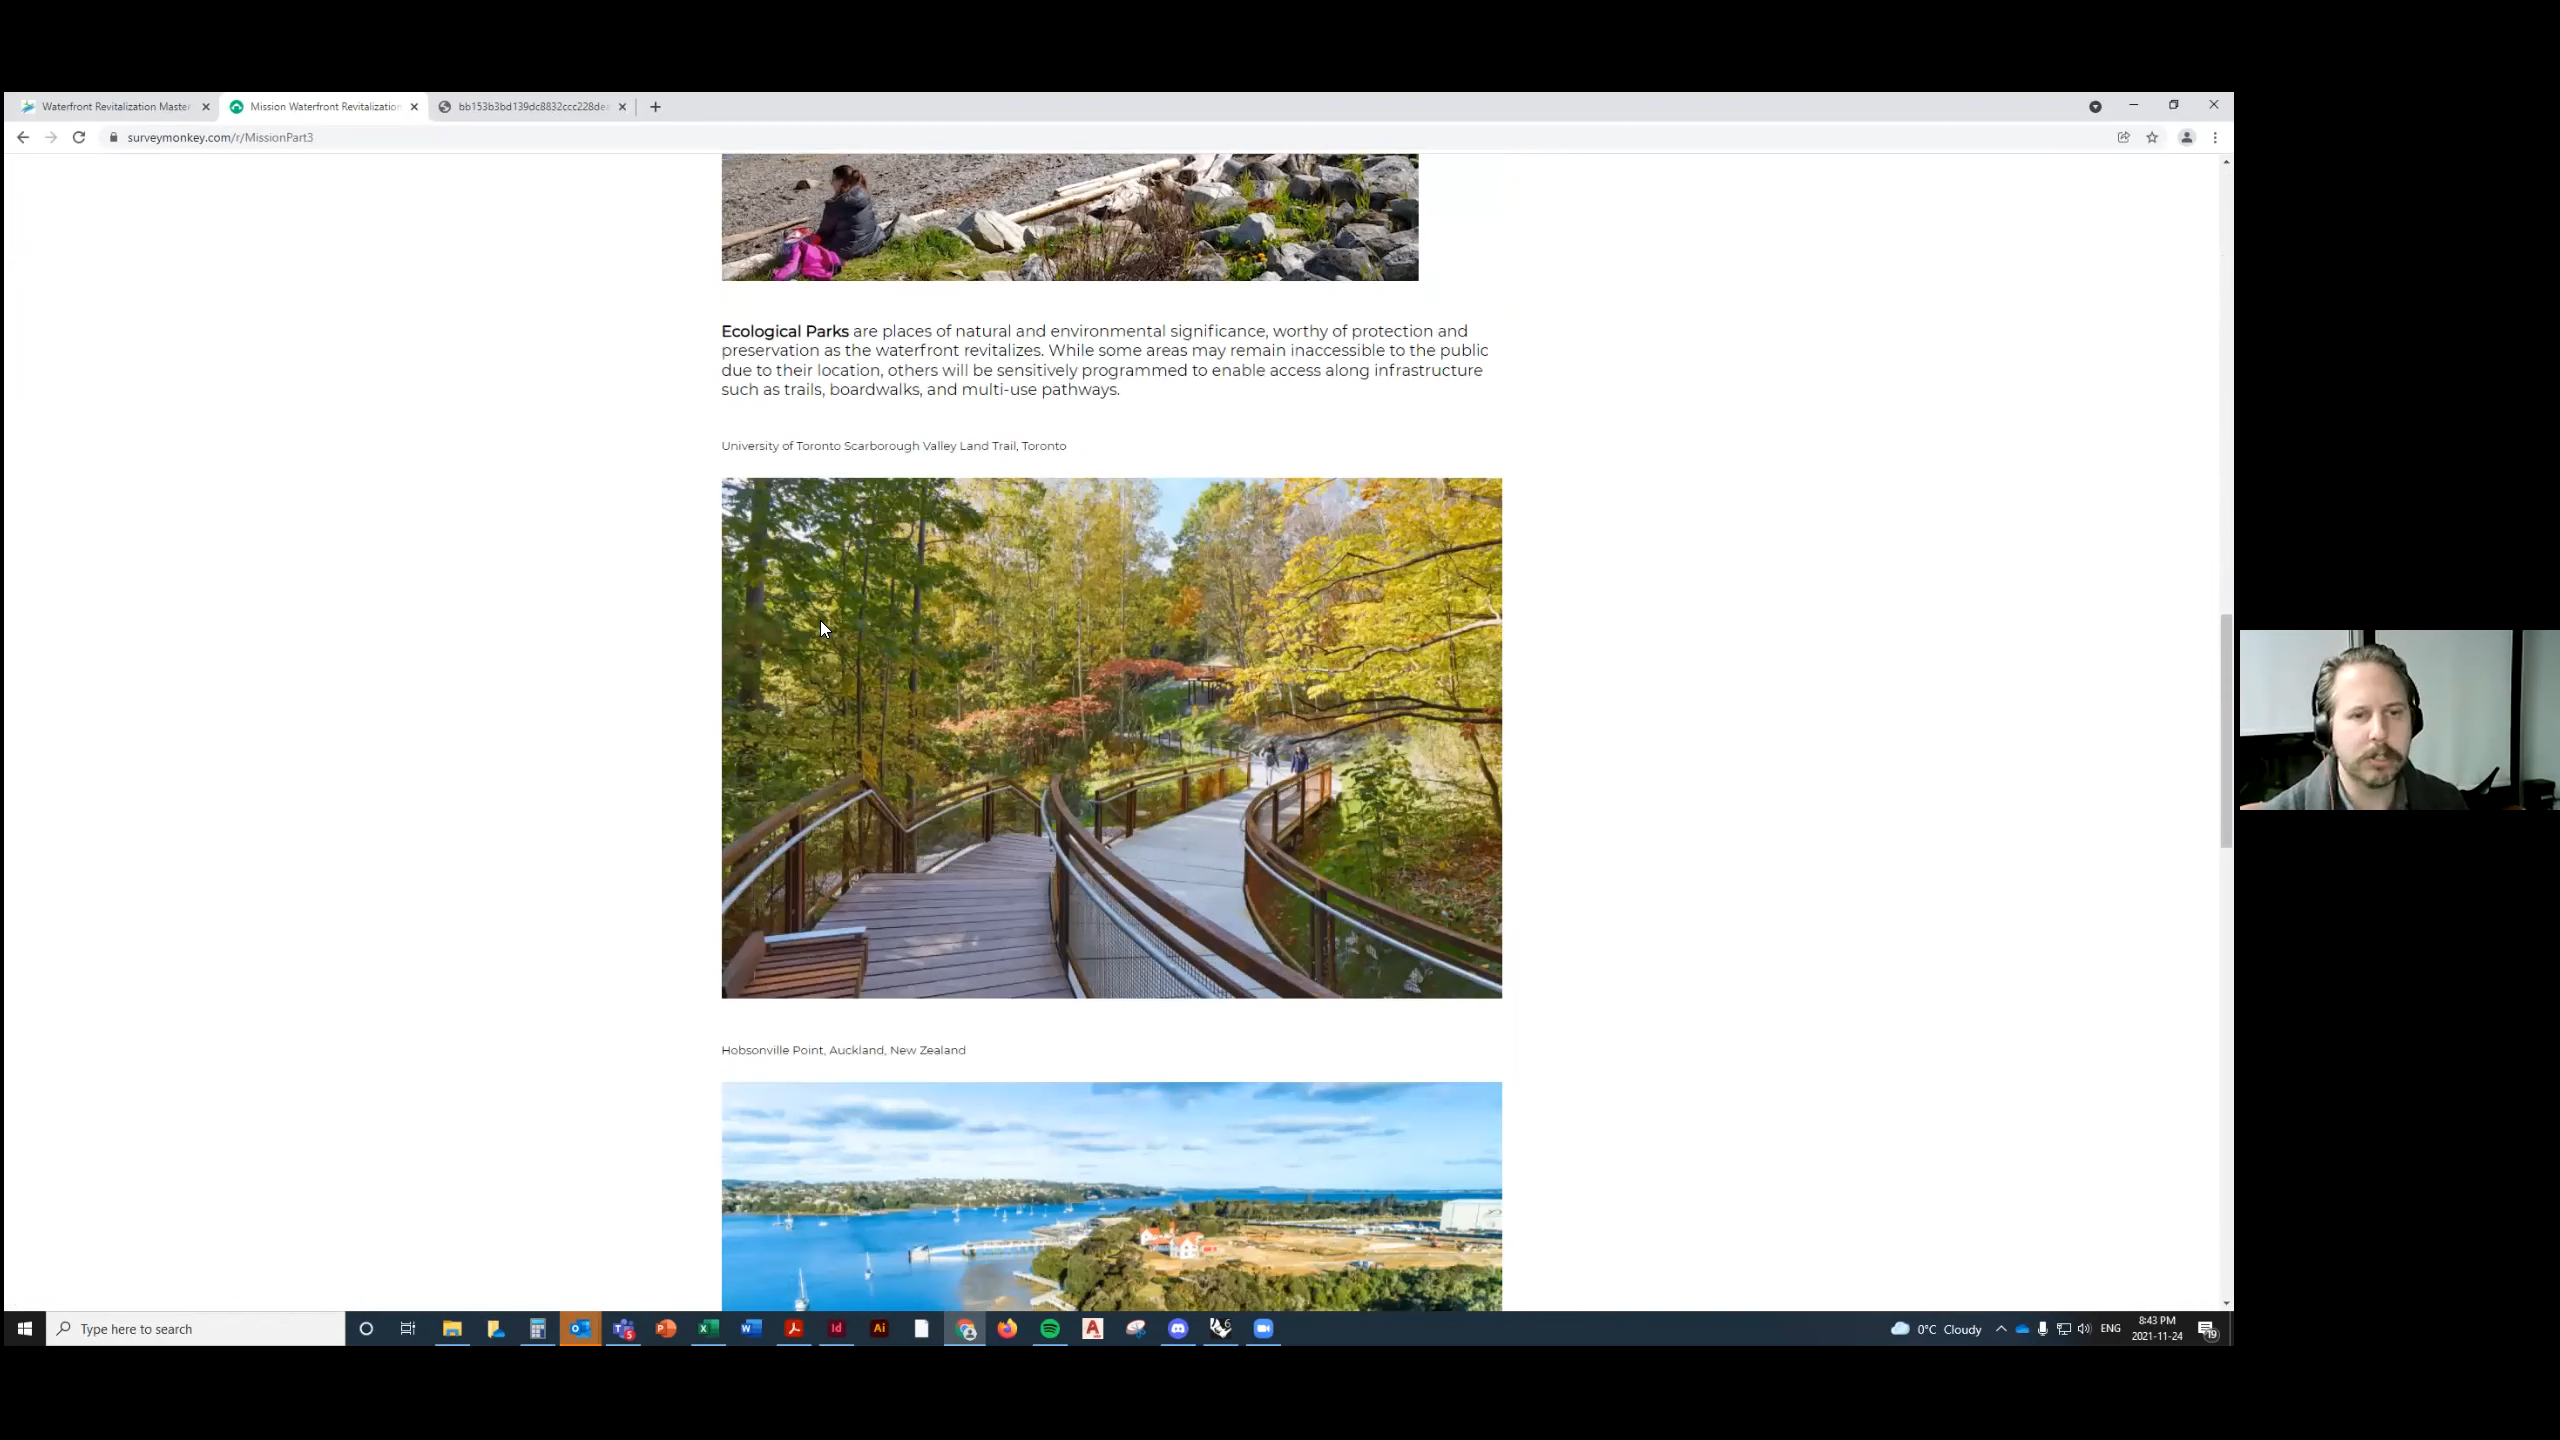 Waterfront Revitalization Master
Mission Waterfront Revitalization
bb153b3bd139dc8832ccc228de
surveymonkey.com/r/MissionPart3
Ecological Parks are places of natural and environmental significance, worthy of protection and
preservation as the waterfront revitalizes. While some areas may remain inaccessible to the public
due to their location, others will be sensitively programmed to enable access along infrastructure
such as trails, boardwalks, and multi-use pathways.
University of Toronto Scarborough Valley Land Trail, Toronto
Hobsonville Point, Auckland, New Zealand
Type here to search
0°C Cloudy
ENG
8:43 PM
2021-11-24
19